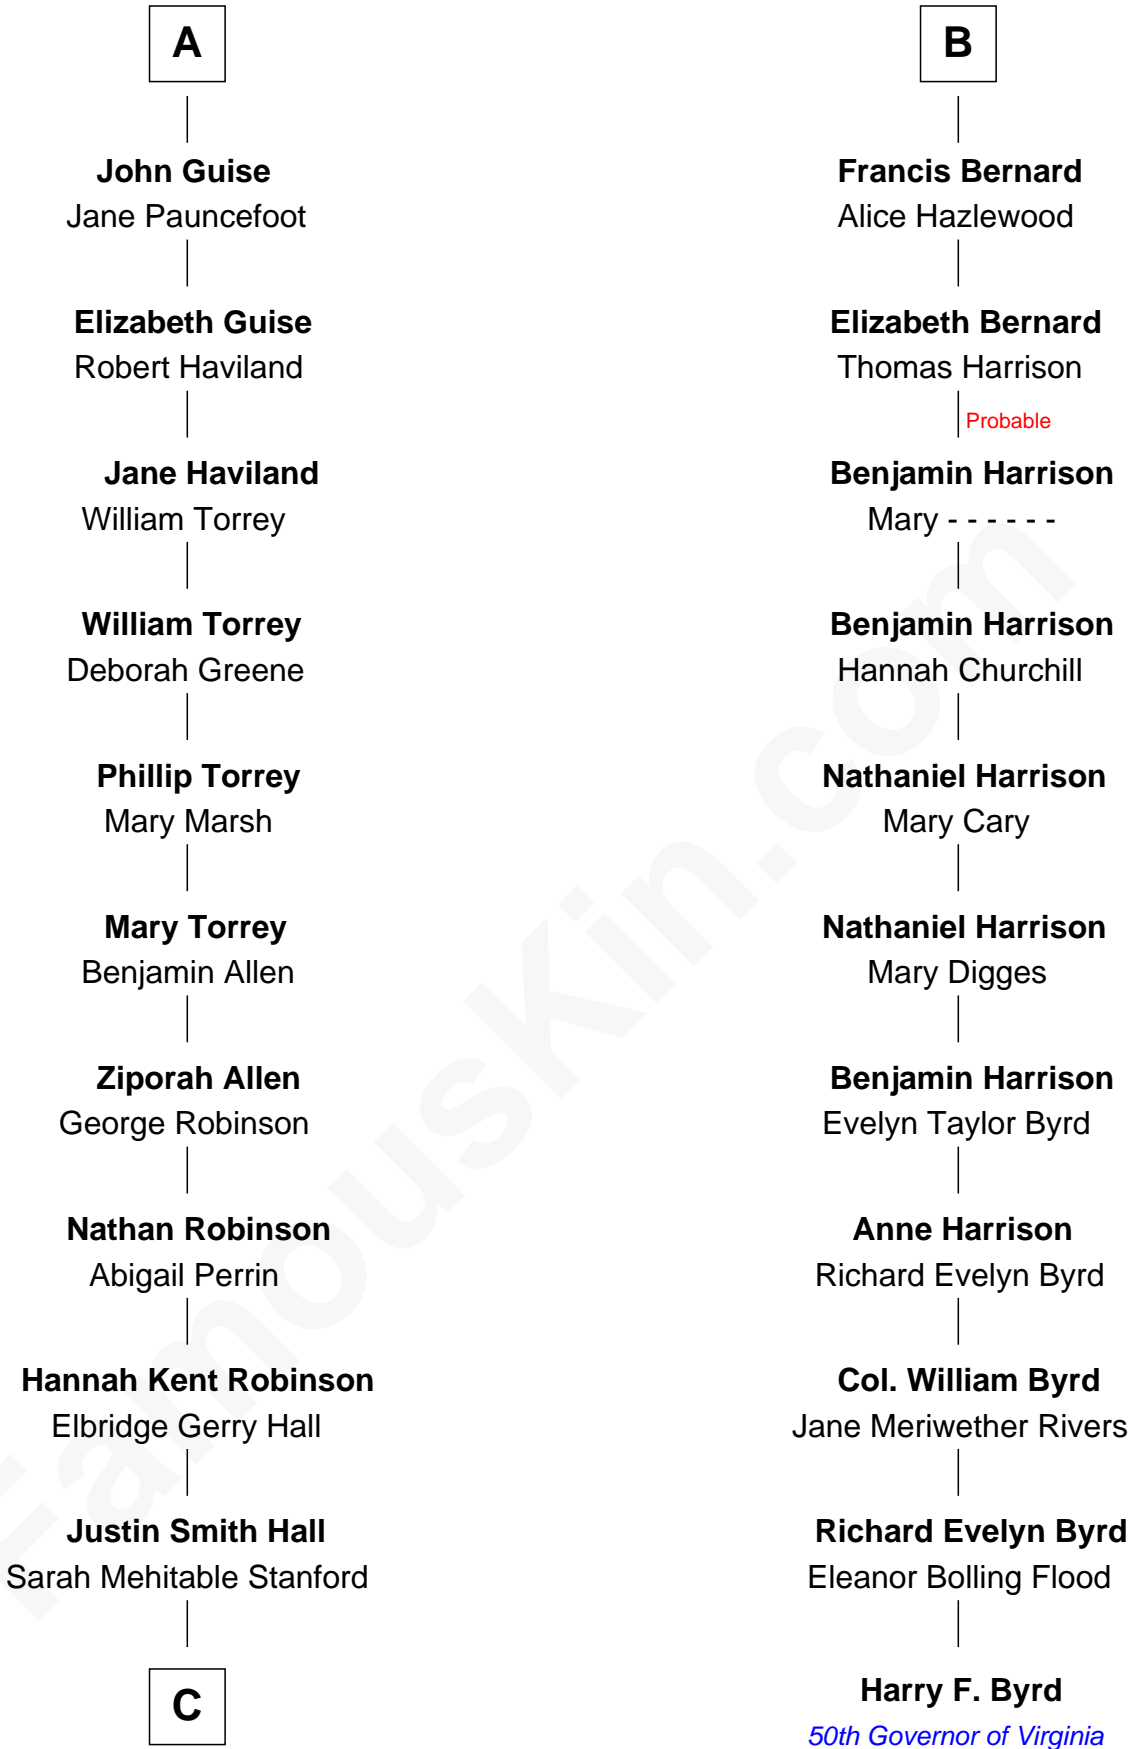 A
John Guise
Jane Pauncefoot
Elizabeth Guise
Robert Haviland
Jane Haviland
William Torrey
William Torrey
Deborah Greene
Phillip Torrey
Mary Marsh
Mary Torrey
Benjamin Allen
Ziporah Allen
George Robinson
Nathan Robinson
Abigail Perrin
Hannah Kent Robinson
Elbridge Gerry Hall
Justin Smith Hall
Sarah Mehitable Stanford
C
B
Francis Bernard
Alice Hazlewood
Elizabeth Bernard
Thomas Harrison
Probable
Benjamin Harrison
Mary - - - - - -
Benjamin Harrison
Hannah Churchill
Nathaniel Harrison
Mary Cary
Nathaniel Harrison
Mary Digges
Benjamin Harrison
Evelyn Taylor Byrd
Anne Harrison
Richard Evelyn Byrd
Col. William Byrd
Jane Meriwether Rivers
Richard Evelyn Byrd
Eleanor Bolling Flood
Harry F. Byrd
50th Governor of Virginia
FamousKin.com